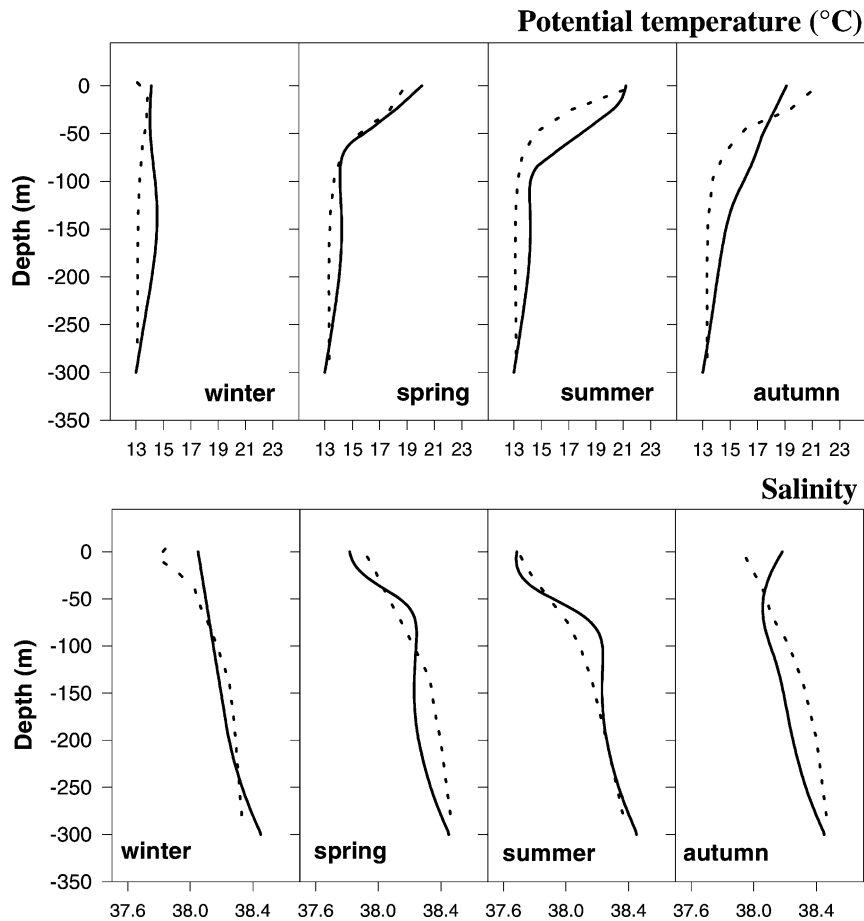 Potential temperature (°C)
Depth (m)
0
-50
-100
-150
-200
-250
-300
-350
winter
spring
summer
autumn
13 15 17 19 21 23 13 15 17 19 21 23 13 15 17 19 21 23 13 15 17 19 21 23
Salinity
Depth (m)
0
-50
-100
-150
-200
-250
-300
-350
winter
spring
summer
autumn
37.6 38.0 38.4 37.6 38.0 38.4 37.6 38.0 38.4 37.6 38.0 38.4